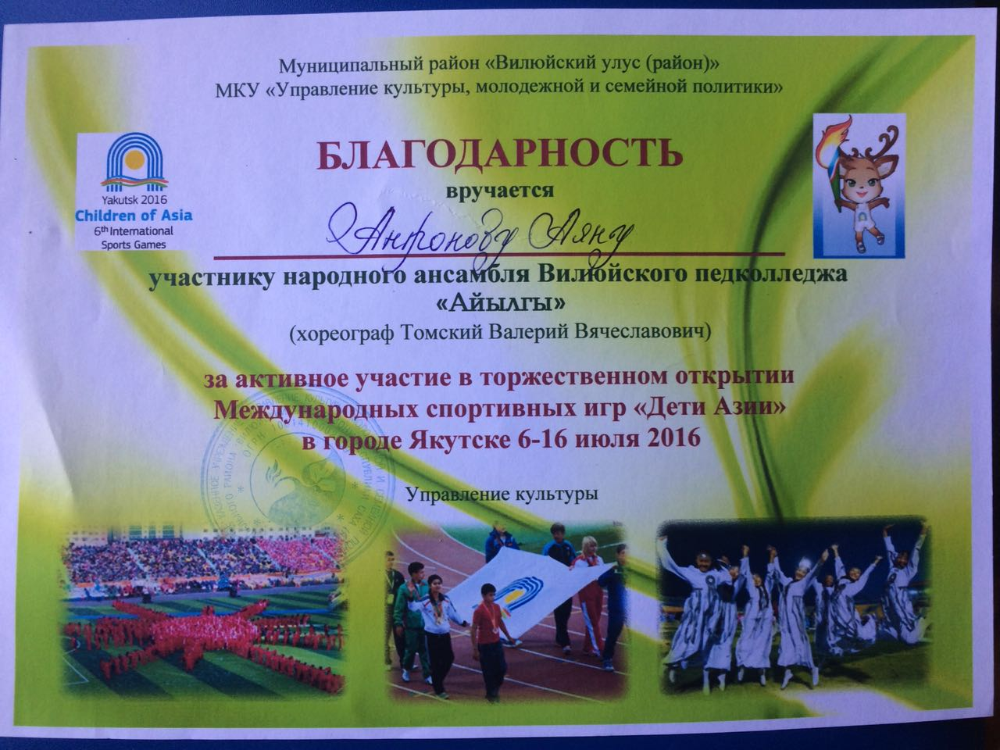 Муниципальный район «Вилюйский улус (район)»
МКУ «Управление культуры, молодежной и семейной политики»
БЛАГОДАРНОСТЬ
вручается
Yakutsk 2016
Children of Asia
6th International
Sports Games
Антонову Аяну
участнику народного ансамбля Вилюйского педколледжа
«Айылгы»
(хореограф Томский Валерий Вячеславович)
за активное участие в торжественном открытии
Международных спортивных игр «Дети Азии»
в городе Якутске 6-16 июля 2016
Управление культуры